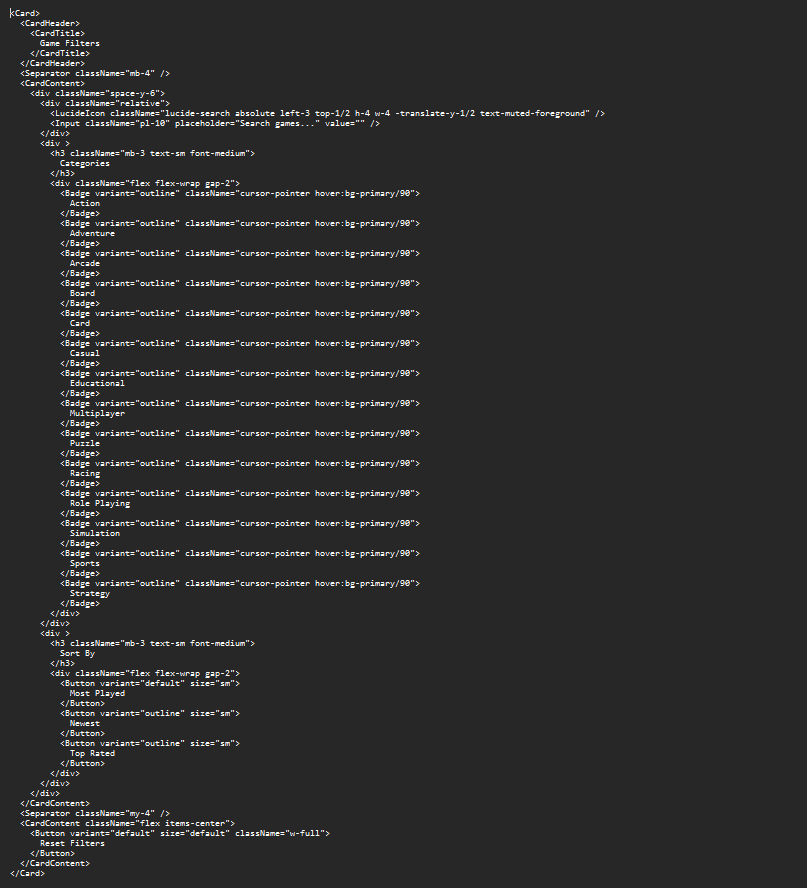 <Card>
  <CardHeader>
    <CardTitle>
      Game Filters
    </CardTitle>
  </CardHeader>
  <Separator className="mb-4" />
  <CardContent>
    <div className="space-y-6">
      <div className="relative">
        <LucideIcon className="lucide-search absolute left-3 top-1/2 h-4 w-4 -translate-y-1/2 text-muted-foreground" />
        <Input className="pl-10" placeholder="Search games..." value="" />
      </div>
      <div >
        <h3 className="mb-3 text-sm font-medium">
          Categories
        </h3>
        <div className="flex flex-wrap gap-2">
          <Badge variant="outline" className="cursor-pointer hover:bg-primary/90">
            Action
          </Badge>
          <Badge variant="outline" className="cursor-pointer hover:bg-primary/90">
            Adventure
          </Badge>
          <Badge variant="outline" className="cursor-pointer hover:bg-primary/90">
            Arcade
          </Badge>
          <Badge variant="outline" className="cursor-pointer hover:bg-primary/90">
            Board
          </Badge>
          <Badge variant="outline" className="cursor-pointer hover:bg-primary/90">
            Card
          </Badge>
          <Badge variant="outline" className="cursor-pointer hover:bg-primary/90">
            Casual
          </Badge>
          <Badge variant="outline" className="cursor-pointer hover:bg-primary/90">
            Educational
          </Badge>
          <Badge variant="outline" className="cursor-pointer hover:bg-primary/90">
            Multiplayer
          </Badge>
          <Badge variant="outline" className="cursor-pointer hover:bg-primary/90">
            Puzzle
          </Badge>
          <Badge variant="outline" className="cursor-pointer hover:bg-primary/90">
            Racing
          </Badge>
          <Badge variant="outline" className="cursor-pointer hover:bg-primary/90">
            Role Playing
          </Badge>
          <Badge variant="outline" className="cursor-pointer hover:bg-primary/90">
            Simulation
          </Badge>
          <Badge variant="outline" className="cursor-pointer hover:bg-primary/90">
            Sports
          </Badge>
          <Badge variant="outline" className="cursor-pointer hover:bg-primary/90">
            Strategy
          </Badge>
        </div>
      </div>
      <div >
        <h3 className="mb-3 text-sm font-medium">
          Sort By
        </h3>
        <div className="flex flex-wrap gap-2">
          <Button variant="default" size="sm">
            Most Played
          </Button>
          <Button variant="outline" size="sm">
            Newest
          </Button>
          <Button variant="outline" size="sm">
            Top Rated
          </Button>
        </div>
      </div>
    </div>
  </CardContent>
  <Separator className="my-4" />
  <CardContent className="flex items-center">
    <Button variant="default" size="default" className="w-full">
      Reset Filters
    </Button>
  </CardContent>
</Card>